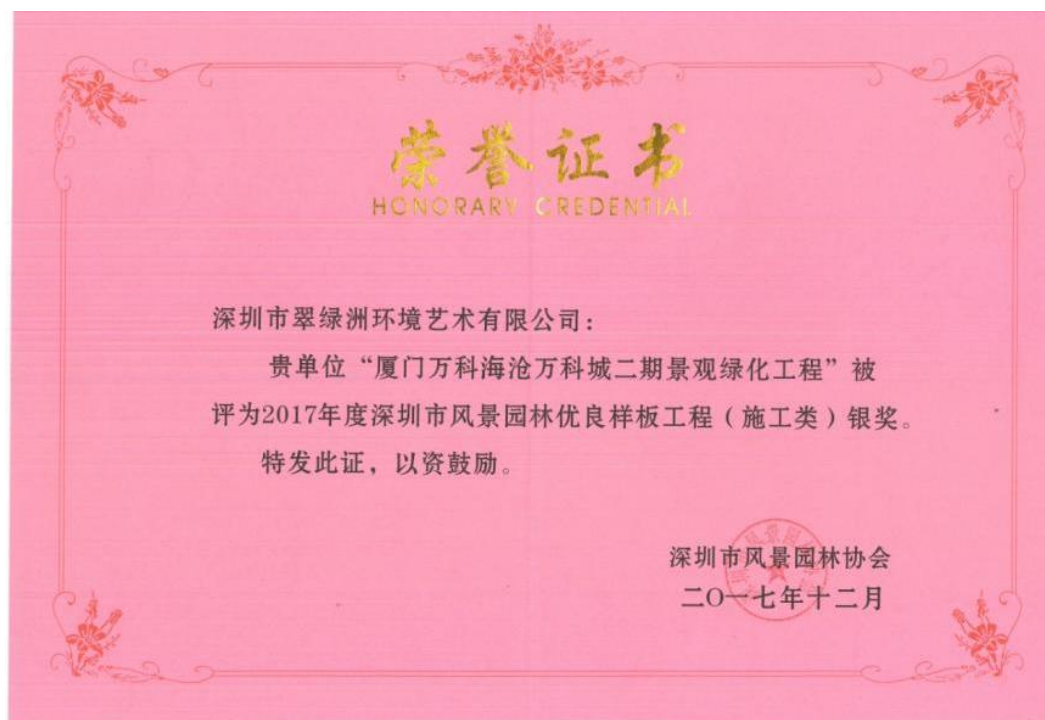 荣誉证书
HONORARY CREDENTIAL
深圳市翠绿洲环境艺术有限公司：
贵单位“厦门万科海沧万科城二期景观绿化工程”被
评为2017年度深圳市风景园林优良样板工程（施工类）银奖。
特发此证，以资鼓励。
深圳市风景园林协会
二〇一七年十二月